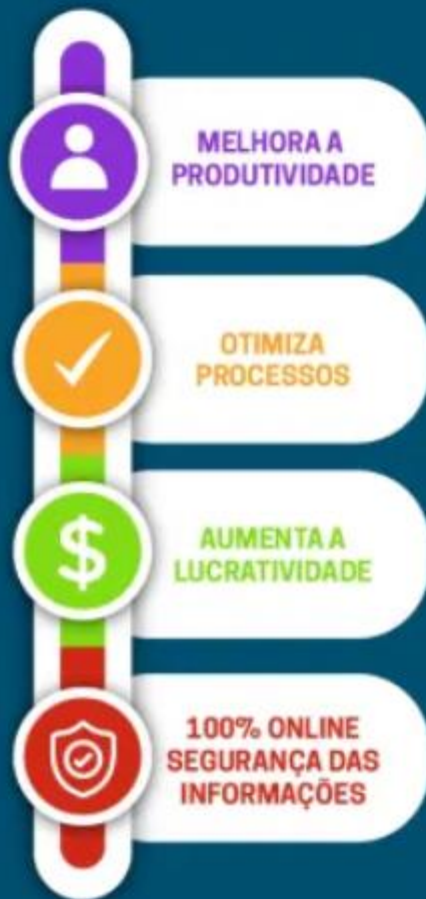 MELHORA A
PRODUTIVIDADE
OTIMIZA
PROCESSOS
$
AUMENTA A
LUCRATIVIDADE
100% ONLINE
SEGURANÇA DAS
INFORMAÇÕES